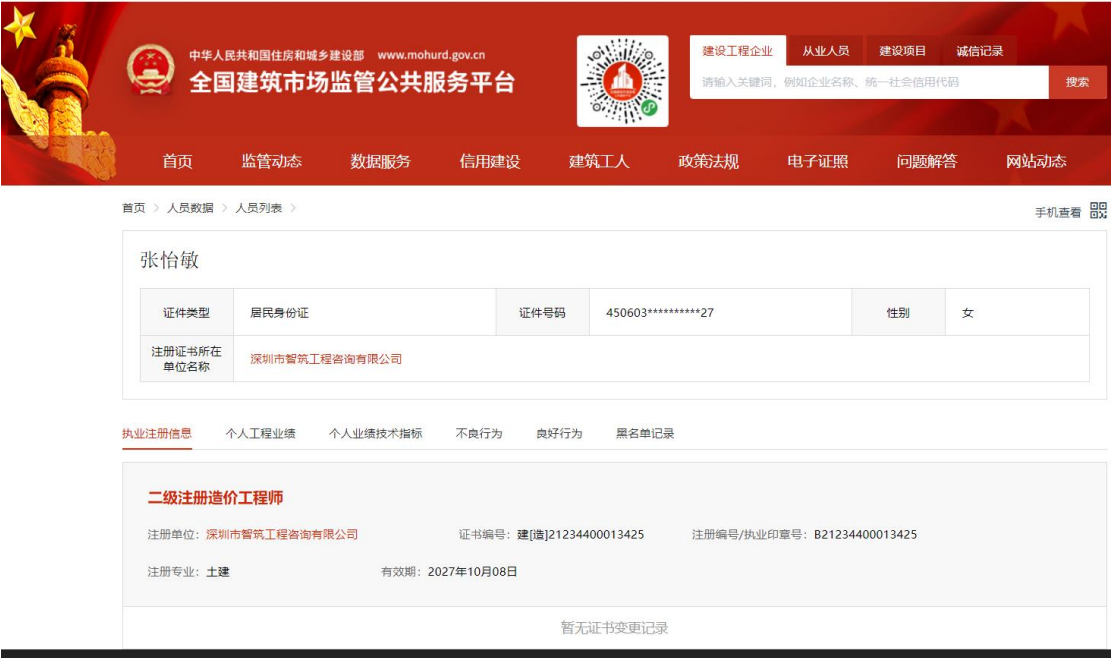 中华人民共和国住房和城乡建设部 www.mohurd.gov.cn
全国建筑市场监管公共服务平台
建设工程企业 从业人员 建设项目 诚信记录
请输入关键词，例如企业名称、统一社会信用代码 搜索
首页 监管动态 数据服务 信用建设 建筑工人 政策法规 电子证照 问题解答 网站动态
首页 > 人员数据 > 人员列表 >
手机查看
张怡敏
证件类型 居民身份证 证件号码 450603**********27 性别 女
注册证书所在
单位名称
深圳市智筑工程咨询有限公司
执业注册信息 个人工程业绩 个人业绩技术指标 不良行为 良好行为 黑名单记录
二级注册造价工程师
注册单位：深圳市智筑工程咨询有限公司 证书编号：建[造]21234400013425 注册编号/执业印章号：B21234400013425
注册专业：土建 有效期：2027年10月08日
暂无证书变更记录